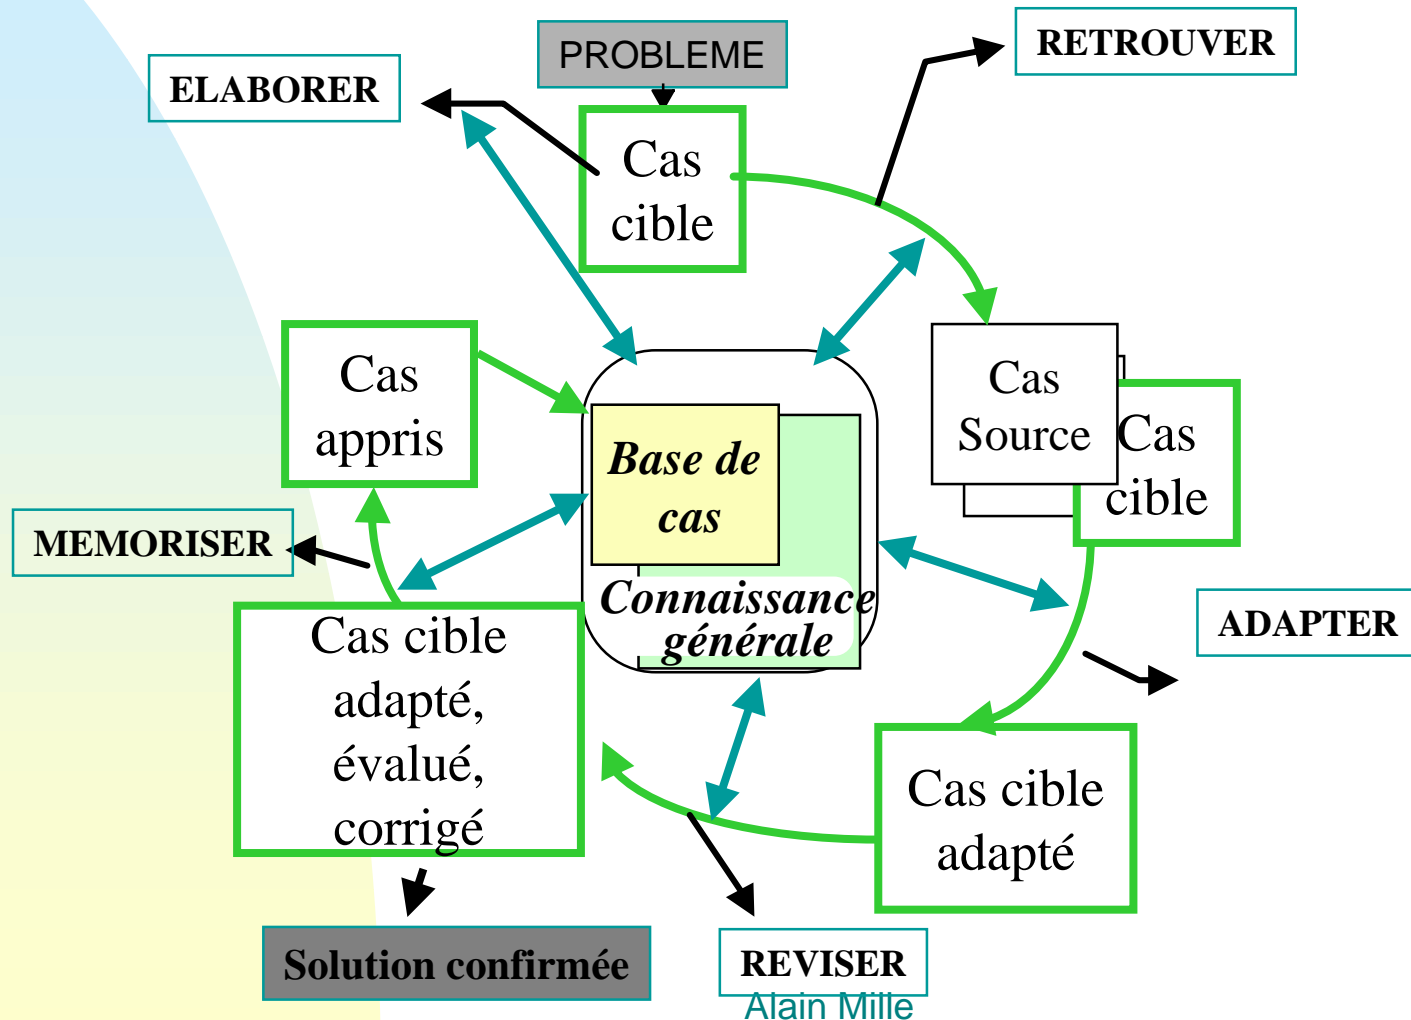 PROBLEME
RETROUVER
ELABORER
Cas
cible
Cas
Source
Cas
cible
Cas
appris
Base de
cas
Connaissance
générale
MEMORISER
ADAPTER
Cas cible
adapté,
évalué,
corrigé
Cas cible
adapté
Solution confirmée
REVISER
Alain Mille